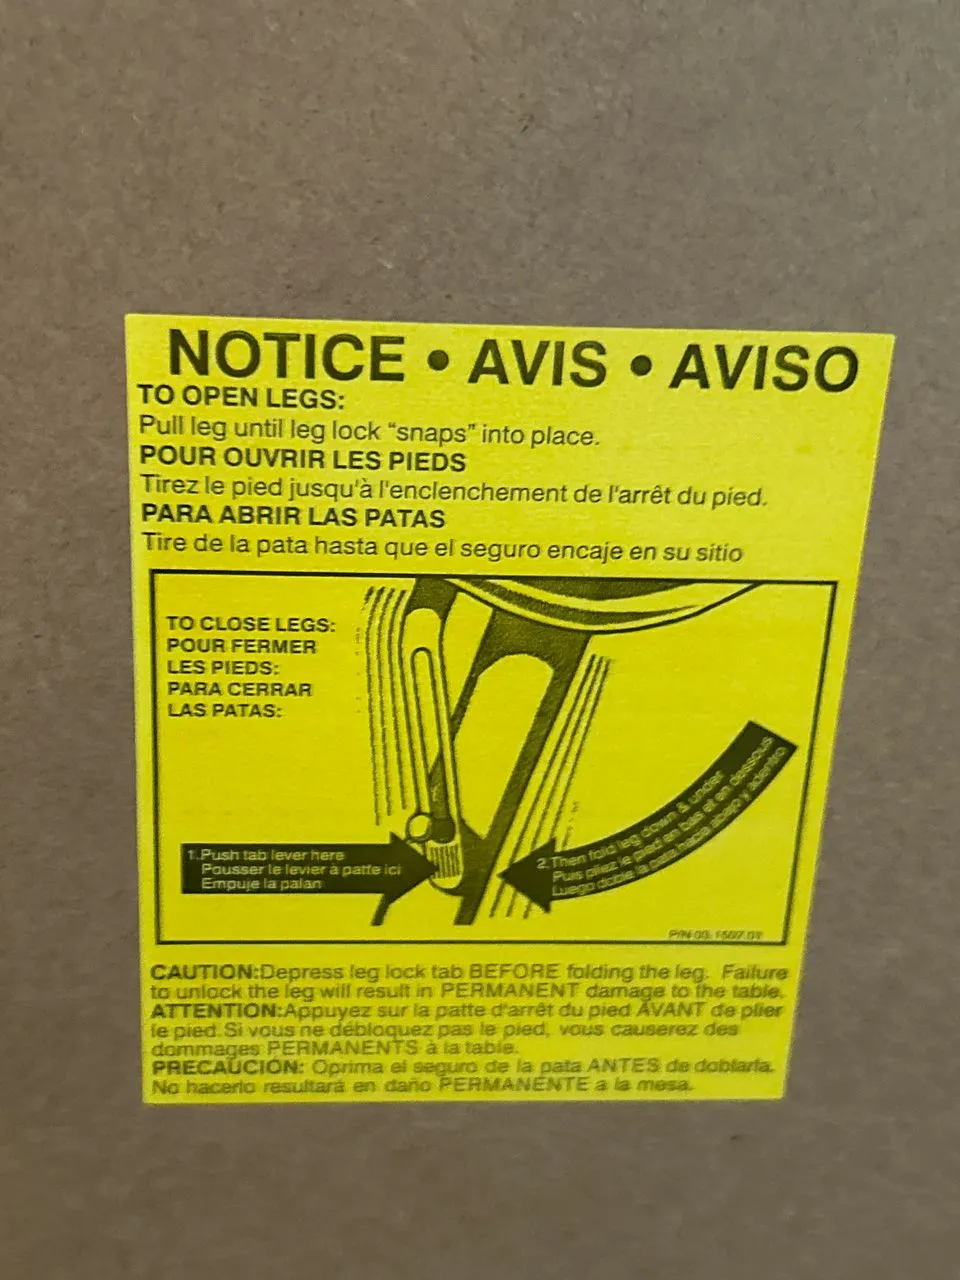 NOTICE • AVIS • AVISO
TO OPEN LEGS:
Pull leg until leg lock “snaps” into place.
POUR OUVRIR LES PIEDS
Tirez le pied jusqu'à l'enclenchement de l'arrêt du pied.
PARA ABRIR LAS PATAS
Tire de la pata hasta que el seguro encaje en su sitio
TO CLOSE LEGS:
POUR FERMER
LES PIEDS:
PARA CERRAR
LAS PATAS:
1.Push tab lever here
Pousser le levier à patte ici
Empuje la palan
2.Then fold leg down & under
Puis pliez le pied en bas et en dessous
Luego doble la pata hacia abajo y adentro
P/N 00.1507.01
CAUTION:Depress leg lock tab BEFORE folding the leg. Failure
to unlock the leg will result in PERMANENT damage to the table.
ATTENTION:Appuyez sur la patte d'arrêt du pied AVANT de plier
le pied. Si vous ne débloquez pas le pied, vous causerez des
dommages PERMANENTS à la table.
PRECAUCION: Oprima el seguro de la pata ANTES de doblarla.
No hacerlo resultará en daño PERMANENTE a la mesa.